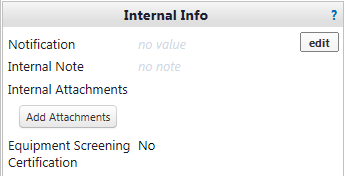 Internal Info ?
Notification no value edit
Internal Note no note
Internal Attachments
Add Attachments
Equipment Screening No
Certification